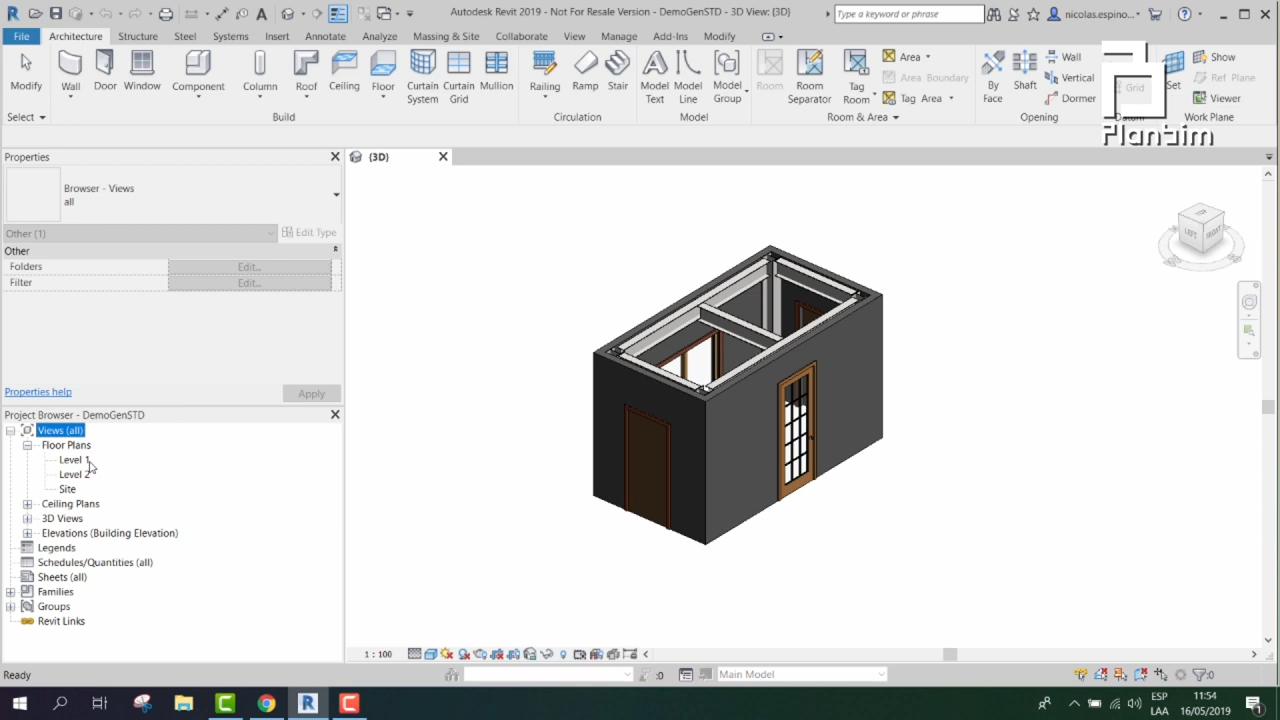 Autodesk Revit 2019 - Not For Resale Version - DemoGenSTD - 3D View: {3D}
Type a keyword or phrase
nicolas.espino...
File Architecture Structure Steel Systems Insert Annotate Analyze Massing & Site Collaborate View Manage Add-Ins Modify
Modify Wall Door Window Component Column Roof Ceiling Floor Curtain System Curtain Grid Mullion Railing Ramp Stair Model Text Model Line Model Group Room Room Separator Tag Room
Area
Area Boundary
Tag Area
By Face Shaft
Wall
Vertical
Dormer
Grid
Set
Show
Ref Plane
Viewer
Select Build Circulation Model Room & Area Opening Datum Work Plane
Planbim
Properties
{3D}
Browser - Views
all
Other (1) Edit Type
Other
Folders Edit...
Filter Edit...
Properties help Apply
Project Browser - DemoGenSTD
Views (all)
Floor Plans
Level 1
Level 2
Site
Ceiling Plans
3D Views
Elevations (Building Elevation)
Legends
Schedules/Quantities (all)
Sheets (all)
Families
Groups
Revit Links
TOP
LEFT FRONT
1 : 100
Ready
:0 Main Model :0
ESP
LAA
11:54
16/05/2019
1